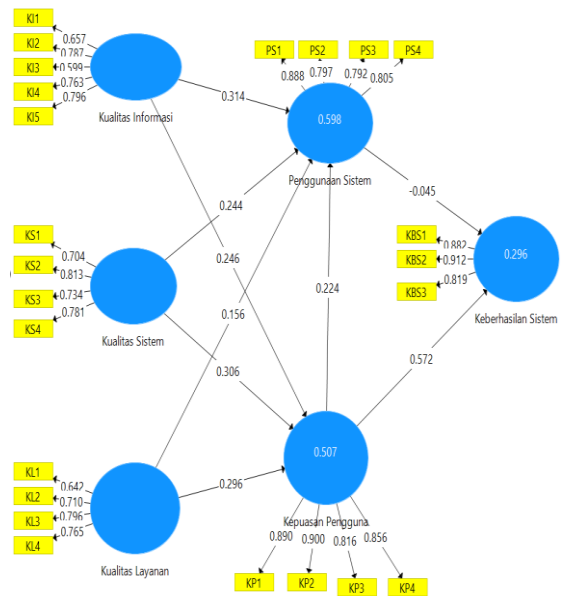 KI1
KI2
KI3
KI4
KI5
0.657
0.787
0.599
0.763
0.796
Kualitas Informasi
PS1
PS2
PS3
PS4
0.888
0.797
0.792
0.805
0.598
Penggunaan Sistem
0.314
0.244
0.246
0.156
-0.045
0.224
KS1
KS2
KS3
KS4
0.704
0.813
0.734
0.781
Kualitas Sistem
KBS1
KBS2
KBS3
0.882
0.912
0.819
0.296
Keberhasilan Sistem
0.306
0.572
0.296
KL1
KL2
KL3
KL4
0.642
0.710
0.796
0.765
Kualitas Layanan
0.507
Kepuasan Pengguna
0.890
0.900
0.816
0.856
KP1
KP2
KP3
KP4